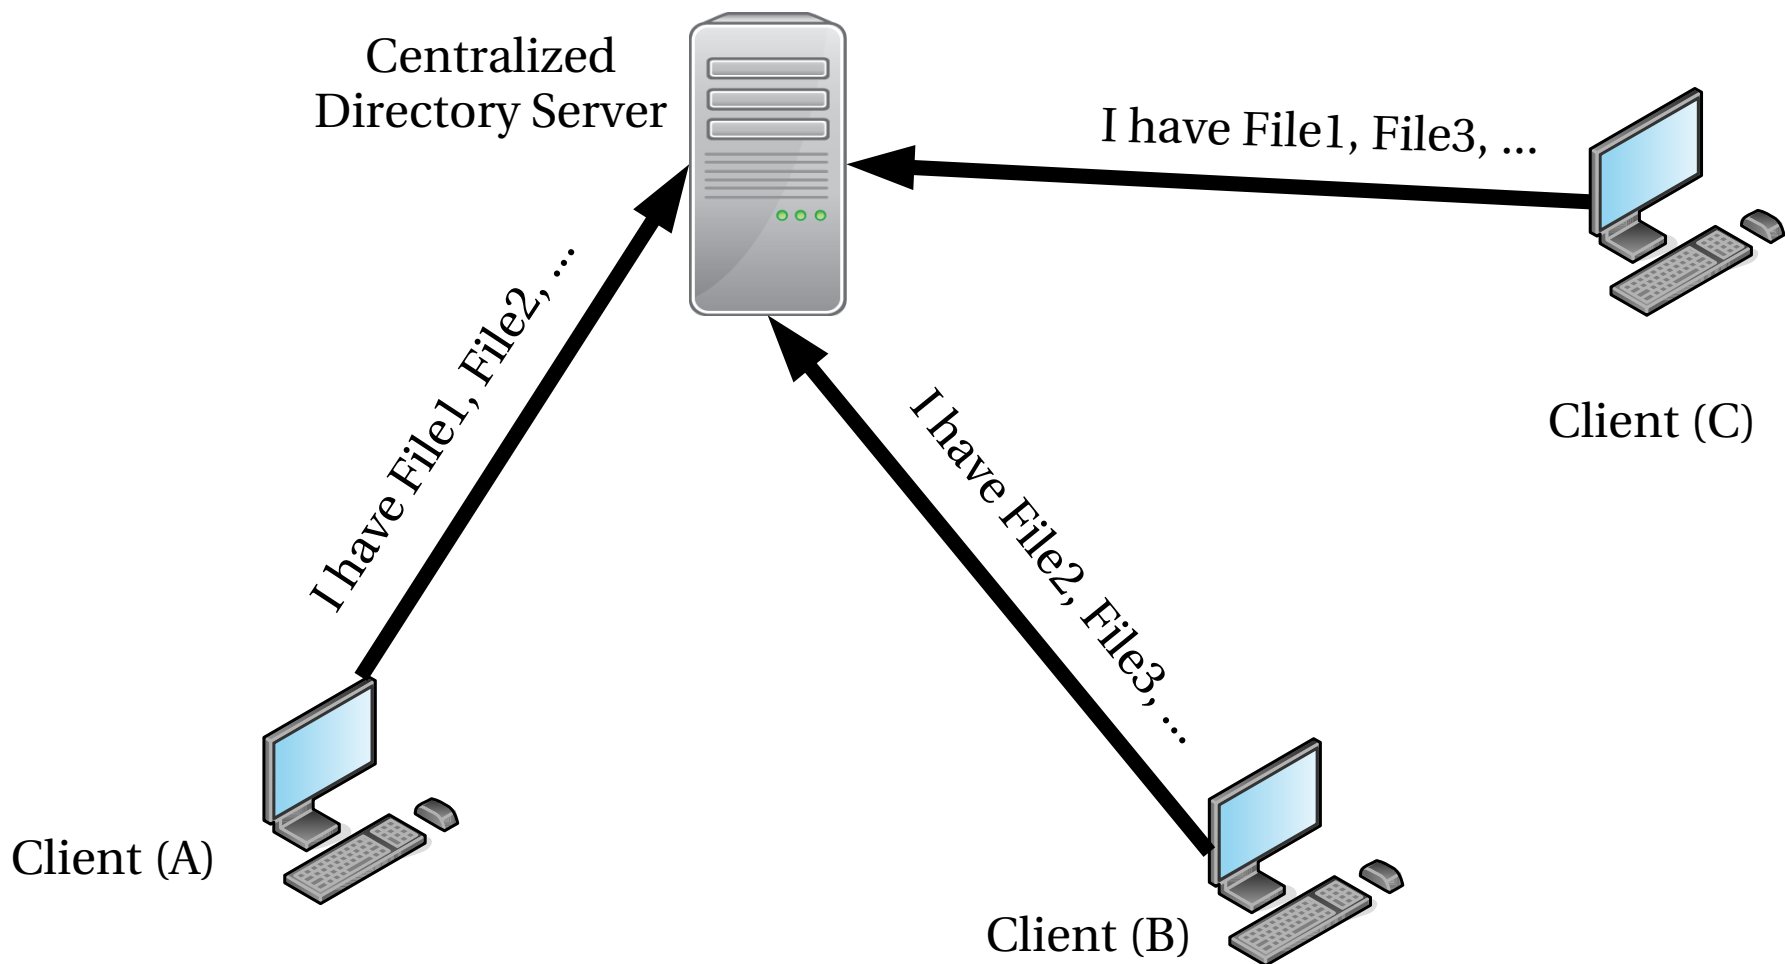 Centralized
Directory Server
I have File1, File3, ...
I have File1, File2, ...
I have File2, File3, ...
Client (C)
Client (A)
Client (B)